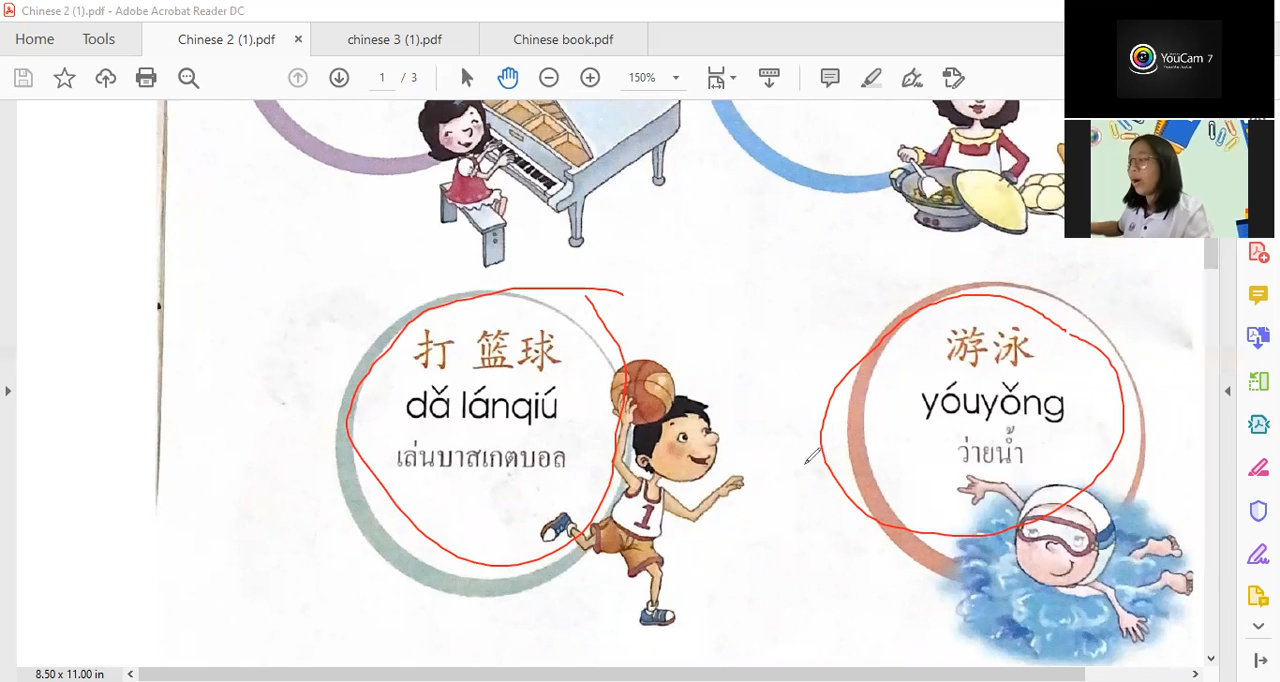 Chinese 2 (1).pdf - Adobe Acrobat Reader DC
Home Tools Chinese 2 (1).pdf × chinese 3 (1).pdf Chinese book.pdf
1 / 3 150%
YouCam 7
打 篮 球
dǎ lánqiú
เล่นบาสเกตบอล
1
游泳
yóuyǒng
ว่ายน้ำ
8.50 x 11.00 in